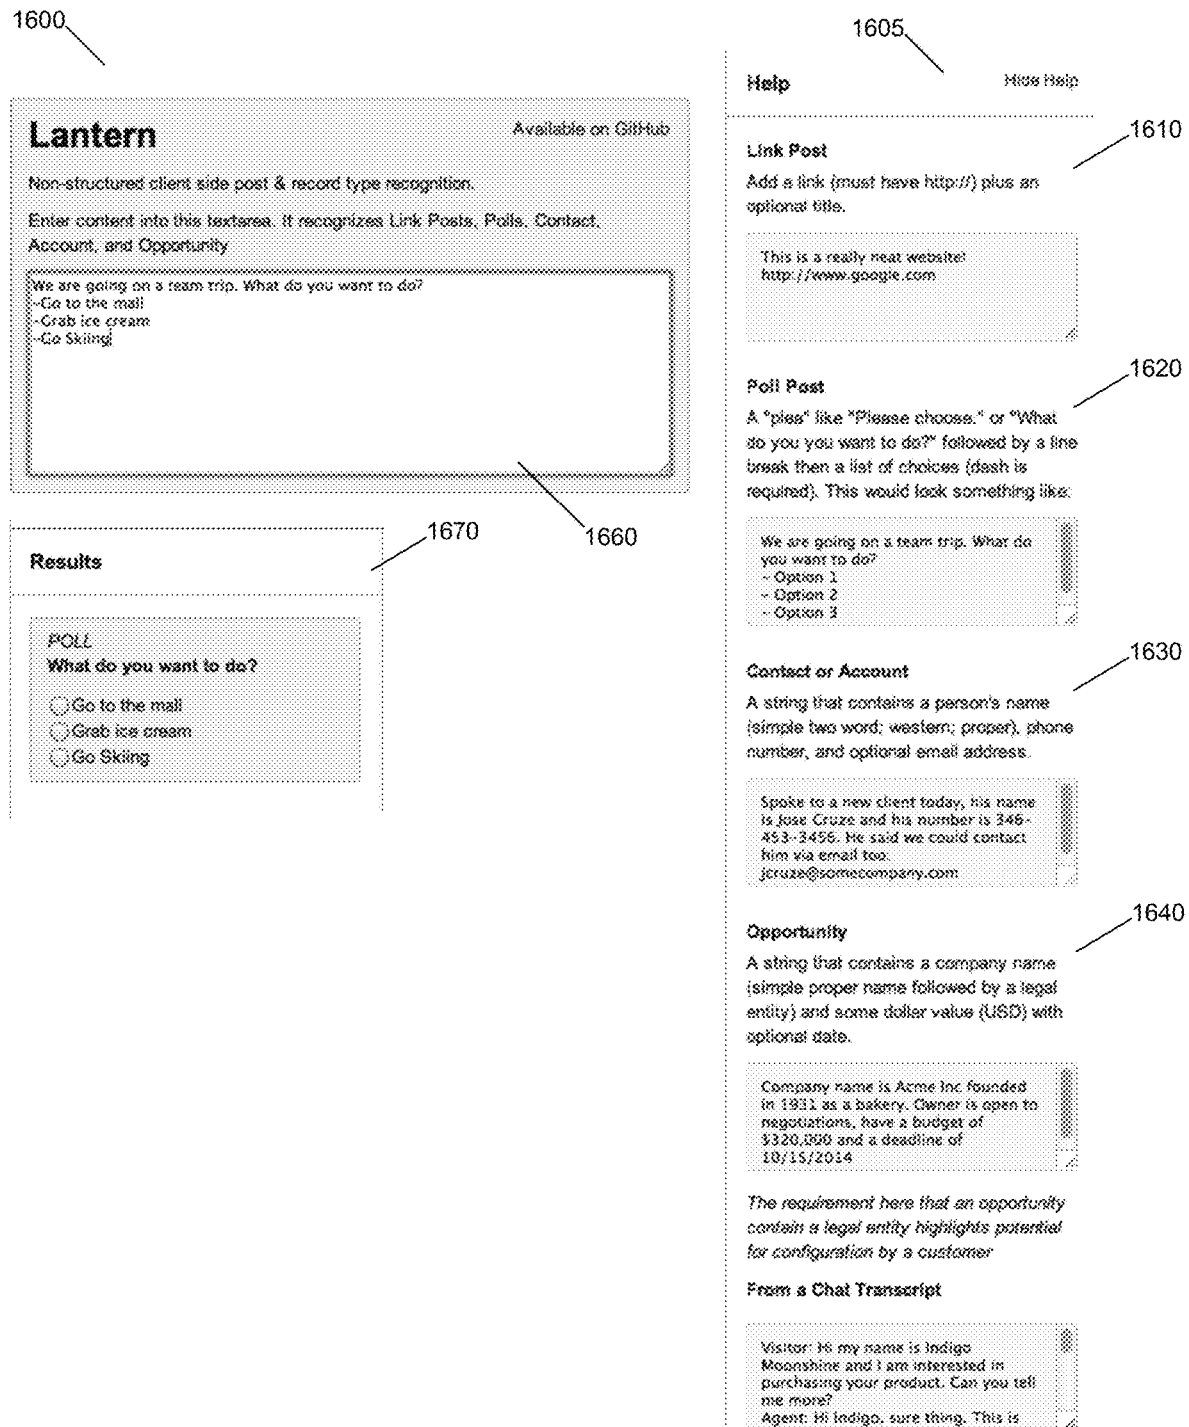 1600
Lantern
Available on GitHub
Non-structured client side post & record type recognition.
Enter content into this textarea. It recognizes Link Posts, Polls, Contact,
Account, and Opportunity
We are going on a team trip. What do you want to do?
-Go to the mall
-Grab ice cream
-Go Skiing
1660
1670
Results
POLL
What do you want to do?
Go to the mall
Grab ice cream
Go Skiing
1605
Help
Hide Help
1610
Link Post
Add a link (must have http://) plus an
optional title.
This is a really neat website!
http://www.google.com
1620
Poll Post
A "plea" like "Please choose." or "What
do you you want to do?" followed by a line
break then a list of choices (dash is
required). This would look something like:
We are going on a team trip. What do
you want to do?
- Option 1
- Option 2
- Option 3
1630
Contact or Account
A string that contains a person's name
(simple two word; western; proper), phone
number, and optional email address.
Spoke to a new client today, his name
is Jose Cruze and his number is 346-
453-3456. He said we could contact
him via email too.
jcruze@somecompany.com
1640
Opportunity
A string that contains a company name
(simple proper name followed by a legal
entity) and some dollar value (USD) with
optional date.
Company name is Acme Inc founded
in 1931 as a bakery. Owner is open to
negotiations, have a budget of
$320,000 and a deadline of
10/15/2014
The requirement here that an opportunity
contain a legal entity highlights potential
for configuration by a customer
From a Chat Transcript
Visitor: Hi my name is Indigo
Moonshine and I am interested in
purchasing your product. Can you tell
me more?
Agent: Hi Indigo, sure thing. This is